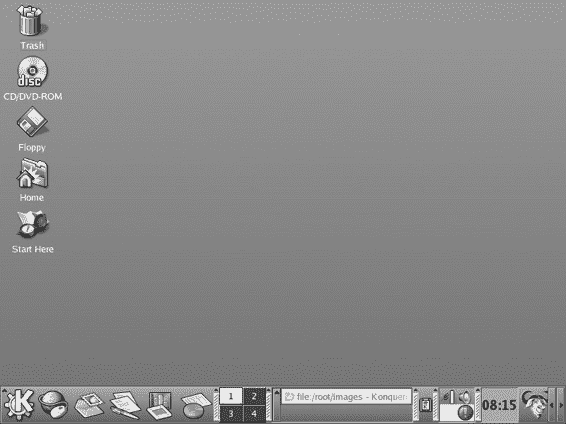 Trash
disc
CD/DVD-ROM
Floppy
Home
Start Here
K
1 2
3 4
file:/root/images - Konquer
08:15